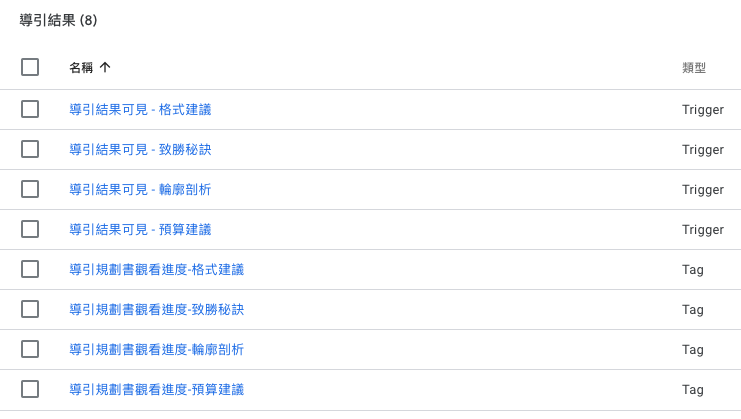 導引結果 (8)
名稱 ↑ 類型
導引結果可見 - 格式建議 Trigger
導引結果可見 - 致勝秘訣 Trigger
導引結果可見 - 輪廓剖析 Trigger
導引結果可見 - 預算建議 Trigger
導引規劃書觀看進度-格式建議 Tag
導引規劃書觀看進度-致勝秘訣 Tag
導引規劃書觀看進度-輪廓剖析 Tag
導引規劃書觀看進度-預算建議 Tag